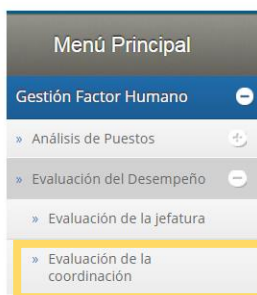 Menú Principal
Gestión Factor Humano
» Análisis de Puestos
» Evaluación del Desempeño
» Evaluación de la jefatura
» Evaluación de la
coordinación